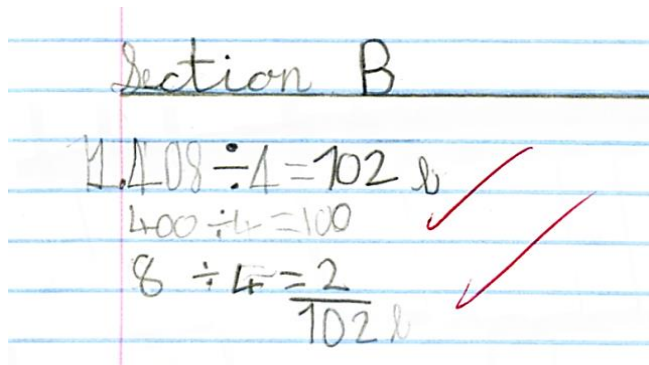 Section B
1. 408 ÷ 4 = 102 l
400 ÷ 4 = 100
8 ÷ 4 = 2
102 l